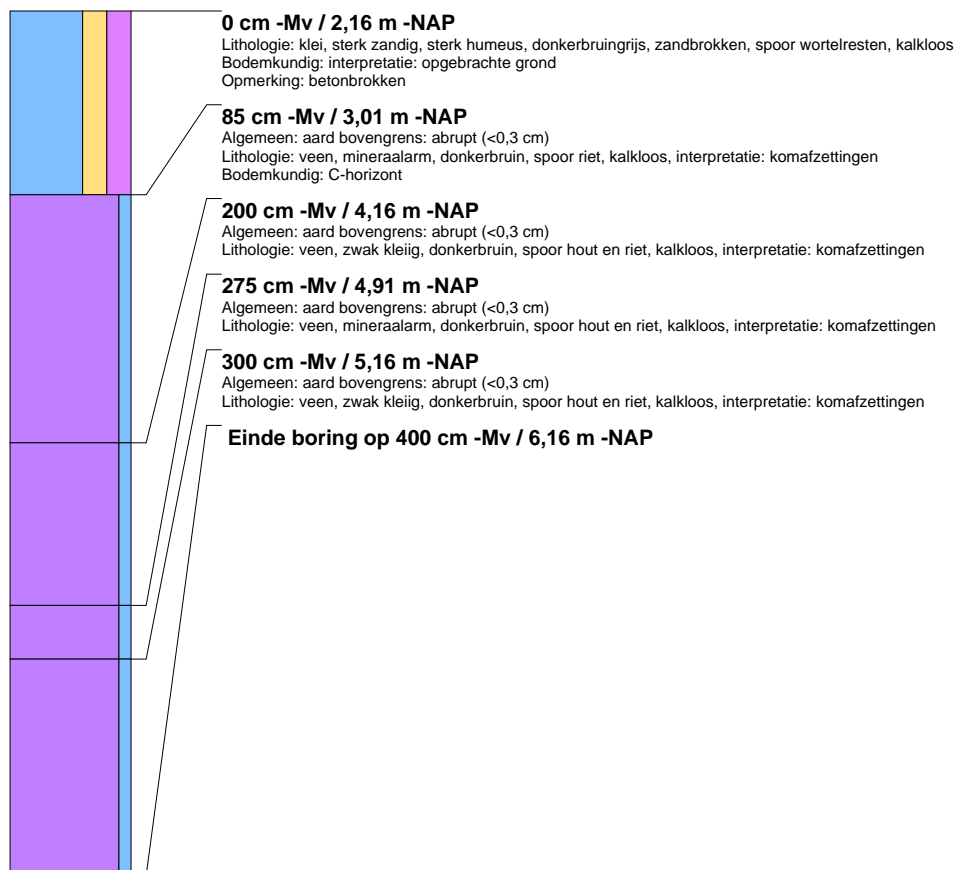 0 cm -Mv / 2,16 m -NAP
Lithologie: klei, sterk zandig, sterk humeus, donkerbruingrijs, zandbrokken, spoor wortelresten, kalkloos
Bodemkundig: interpretatie: opgebrachte grond
Opmerking: betonbrokken
85 cm -Mv / 3,01 m -NAP
Algemeen: aard bovengrens: abrupt (<0,3 cm)
Lithologie: veen, mineraalarm, donkerbruin, spoor riet, kalkloos, interpretatie: komafzettingen
Bodemkundig: C-horizont
200 cm -Mv / 4,16 m -NAP
Algemeen: aard bovengrens: abrupt (<0,3 cm)
Lithologie: veen, zwak kleiig, donkerbruin, spoor hout en riet, kalkloos, interpretatie: komafzettingen
275 cm -Mv / 4,91 m -NAP
Algemeen: aard bovengrens: abrupt (<0,3 cm)
Lithologie: veen, mineraalarm, donkerbruin, spoor hout en riet, kalkloos, interpretatie: komafzettingen
300 cm -Mv / 5,16 m -NAP
Algemeen: aard bovengrens: abrupt (<0,3 cm)
Lithologie: veen, zwak kleiig, donkerbruin, spoor hout en riet, kalkloos, interpretatie: komafzettingen
Einde boring op 400 cm -Mv / 6,16 m -NAP